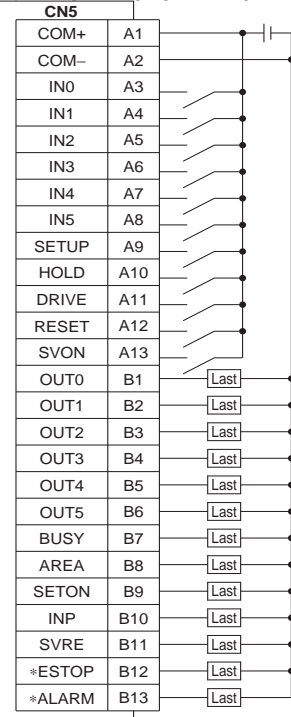 CN5
COM+ A1
COM− A2
IN0 A3
IN1 A4
IN2 A5
IN3 A6
IN4 A7
IN5 A8
SETUP A9
HOLD A10
DRIVE A11
RESET A12
SVON A13
OUT0 B1 Last
OUT1 B2 Last
OUT2 B3 Last
OUT3 B4 Last
OUT4 B5 Last
OUT5 B6 Last
BUSY B7 Last
AREA B8 Last
SETON B9 Last
INP B10 Last
SVRE B11 Last
*ESTOP B12 Last
*ALARM B13 Last